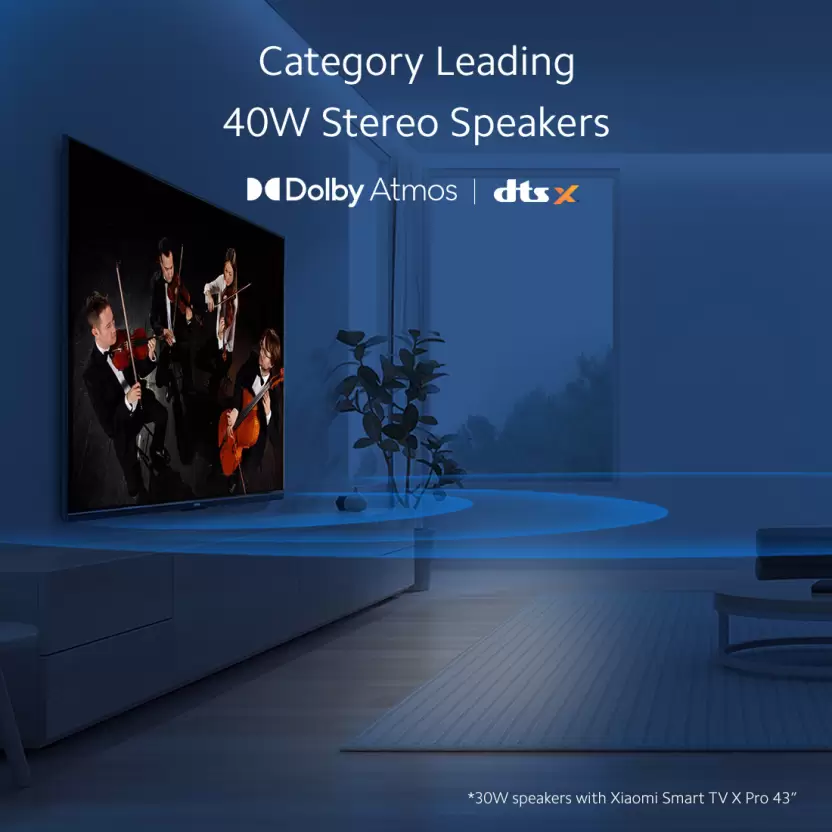 Category Leading
40W Stereo Speakers
Dolby Atmos | dts X
*30W speakers with Xiaomi Smart TV X Pro 43”